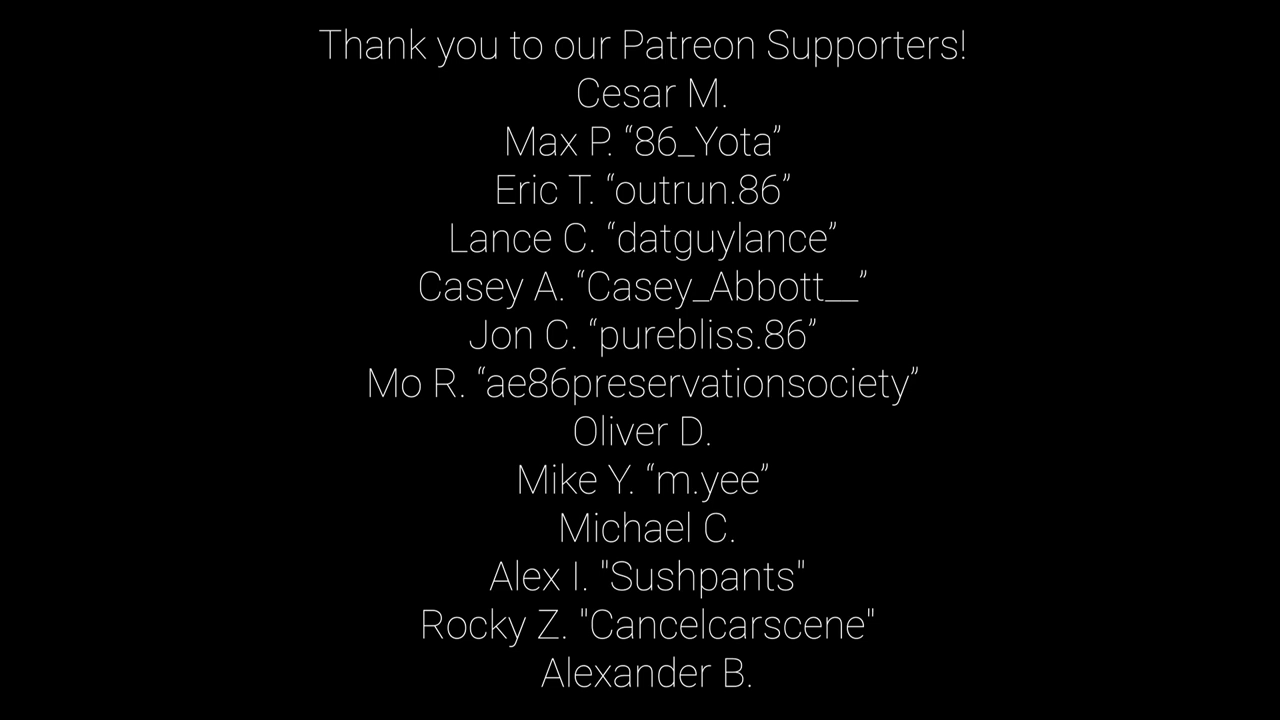 Thank you to our Patreon Supporters!
Cesar M.
Max P. “86_Yota”
Eric T. “outrun.86”
Lance C. “datguylance”
Casey A. “Casey_Abbott__”
Jon C. “purebliss.86”
Mo R. “ae86preservationsociety”
Oliver D.
Mike Y. “m.yee”
Michael C.
Alex I. "Sushpants"
Rocky Z. "Cancelcarscene"
Alexander B.